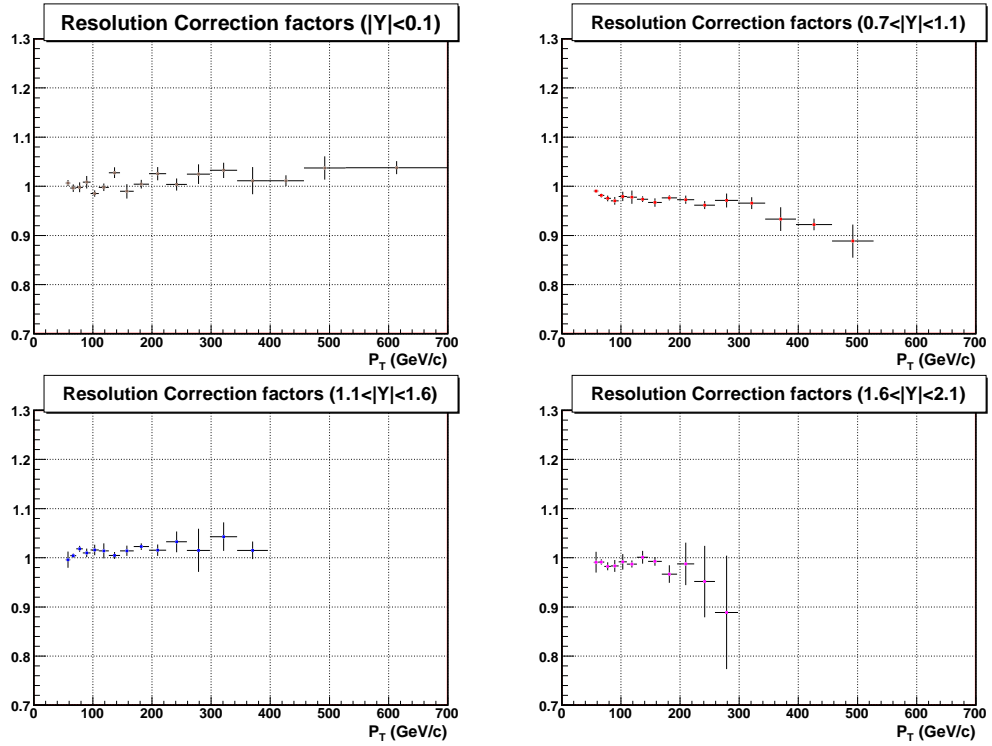 Resolution Correction factors (|Y|<0.1)
1.3
1.2
1.1
1
0.9
0.8
0.7
0 100 200 300 400 500 600 700
P_T (GeV/c)
Resolution Correction factors (0.7<|Y|<1.1)
1.3
1.2
1.1
1
0.9
0.8
0.7
0 100 200 300 400 500 600 700
P_T (GeV/c)
Resolution Correction factors (1.1<|Y|<1.6)
1.3
1.2
1.1
1
0.9
0.8
0.7
0 100 200 300 400 500 600 700
P_T (GeV/c)
Resolution Correction factors (1.6<|Y|<2.1)
1.3
1.2
1.1
1
0.9
0.8
0.7
0 100 200 300 400 500 600 700
P_T (GeV/c)